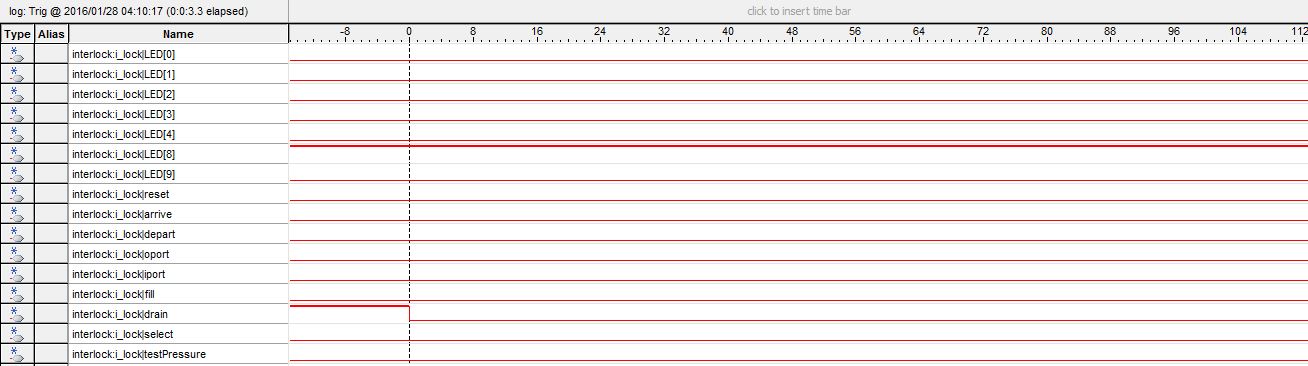 log: Trig @ 2016/01/28 04:10:17 (0:0:3.3 elapsed) click to insert time bar
Type Alias Name -8 0 8 16 24 32 40 48 56 64 72 80 88 96 104 112
interlock:i_lock|LED[0]
interlock:i_lock|LED[1]
interlock:i_lock|LED[2]
interlock:i_lock|LED[3]
interlock:i_lock|LED[4]
interlock:i_lock|LED[8]
interlock:i_lock|LED[9]
interlock:i_lock|reset
interlock:i_lock|arrive
interlock:i_lock|depart
interlock:i_lock|oport
interlock:i_lock|iport
interlock:i_lock|fill
interlock:i_lock|drain
interlock:i_lock|select
interlock:i_lock|testPressure